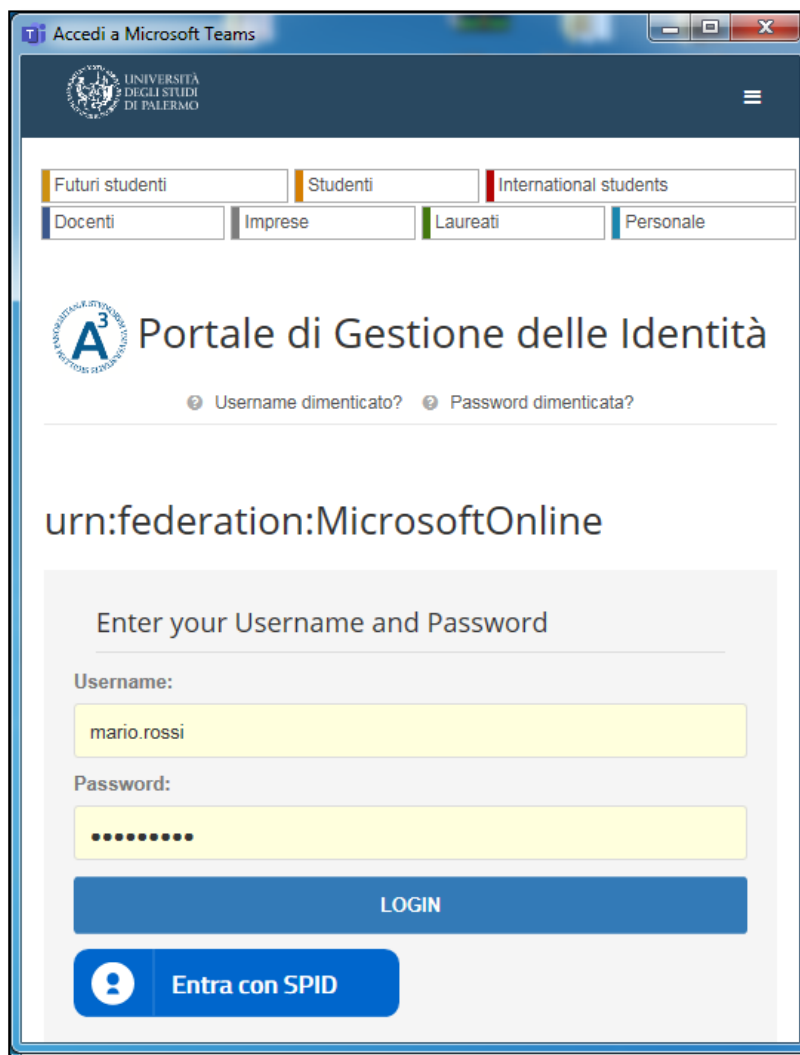 Accedi a Microsoft Teams
UNIVERSITÀ
DEGLI STUDI
DI PALERMO
Futuri studenti Studenti International students
Docenti Imprese Laureati Personale
A3 Portale di Gestione delle Identità
Username dimenticato? Password dimenticata?
urn:federation:MicrosoftOnline
Enter your Username and Password
Username:
mario.rossi
Password:
•••••••••
LOGIN
Entra con SPID